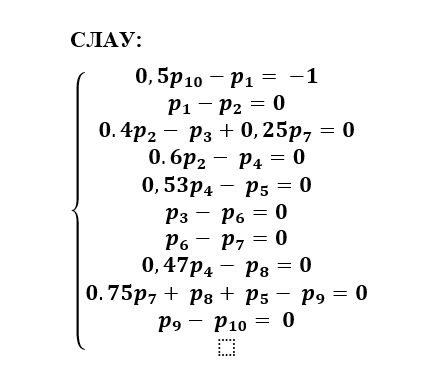 СЛАУ:
0,5p₁₀ − p₁ = −1
p₁ − p₂ = 0
0.4p₂ − p₃ + 0,25p₇ = 0
0.6p₂ − p₄ = 0
0,53p₄ − p₅ = 0
p₃ − p₆ = 0
p₆ − p₇ = 0
0,47p₄ − p₈ = 0
0.75p₇ + p₈ + p₅ − p₉ = 0
p₉ − p₁₀ = 0